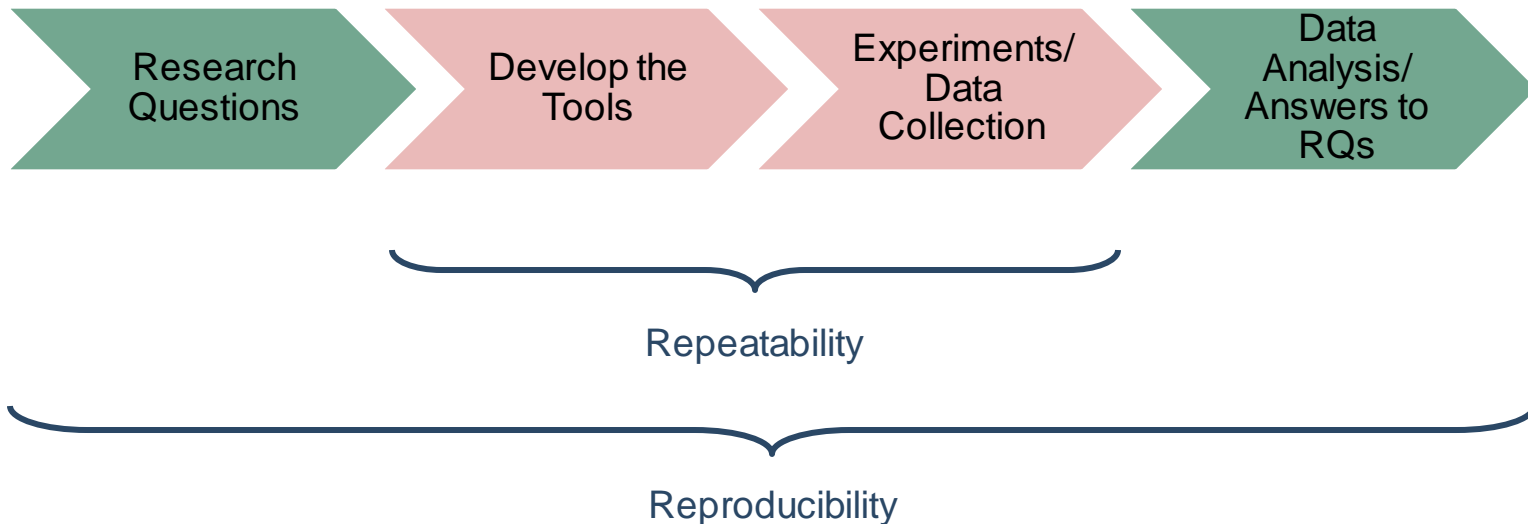 Research
Questions
Develop the
Tools
Experiments/
Data
Collection
Data
Analysis/
Answers to
RQs
Repeatability
Reproducibility